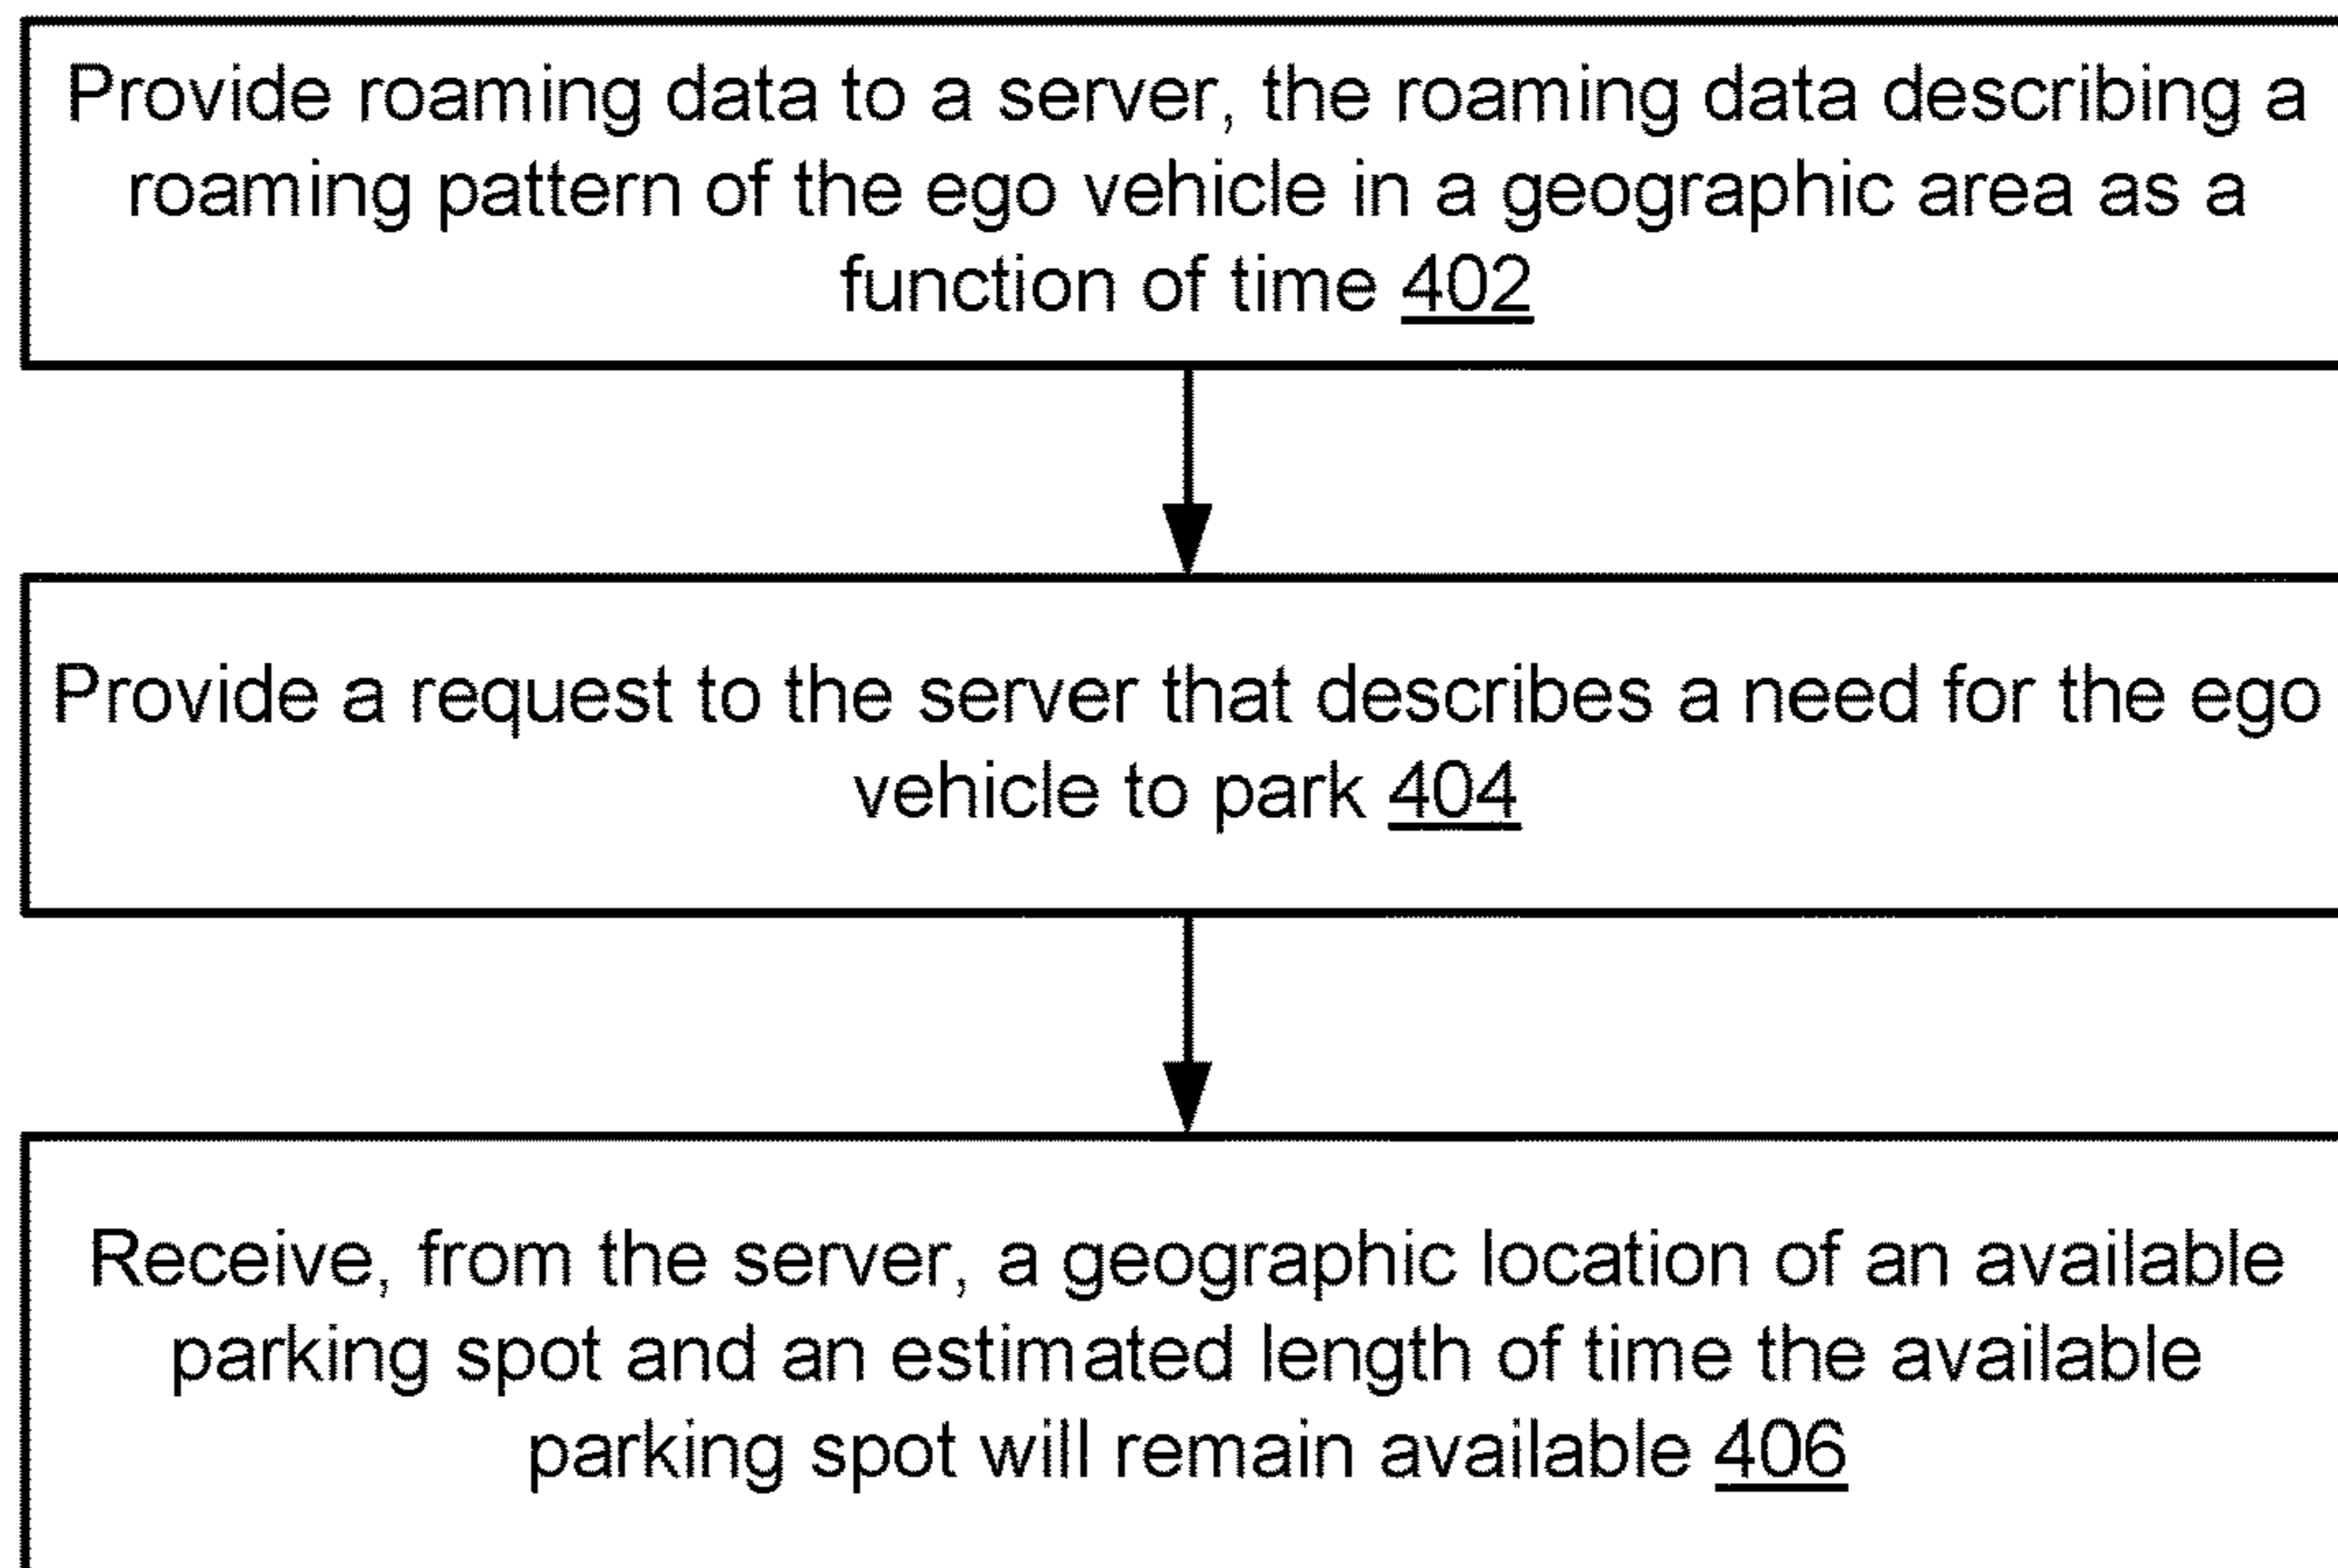 Provide roaming data to a server, the roaming data describing a
roaming pattern of the ego vehicle in a geographic area as a
function of time 402
Provide a request to the server that describes a need for the ego
vehicle to park 404
Receive, from the server, a geographic location of an available
parking spot and an estimated length of time the available
parking spot will remain available 406